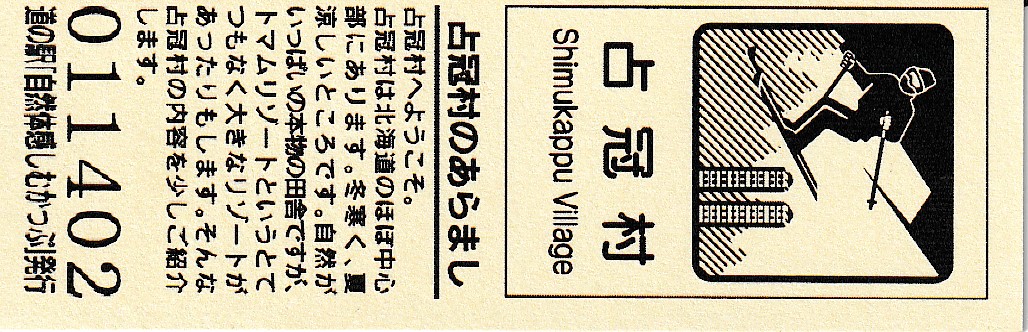 占冠村
Shimukappu Village
占冠村のあらまし
占冠村へようこそ。
占冠村は北海道のほぼ中心
部にあります。冬寒く、夏
涼しいところです。自然が
いっぱいの本物の田舎ですが、
トマムリゾートというとて
つもなく大きなリゾートが
あったりもします。そんな
占冠村の内容を少しご紹介
します。
011402
道の駅「自然体感しむかっぷ」発行